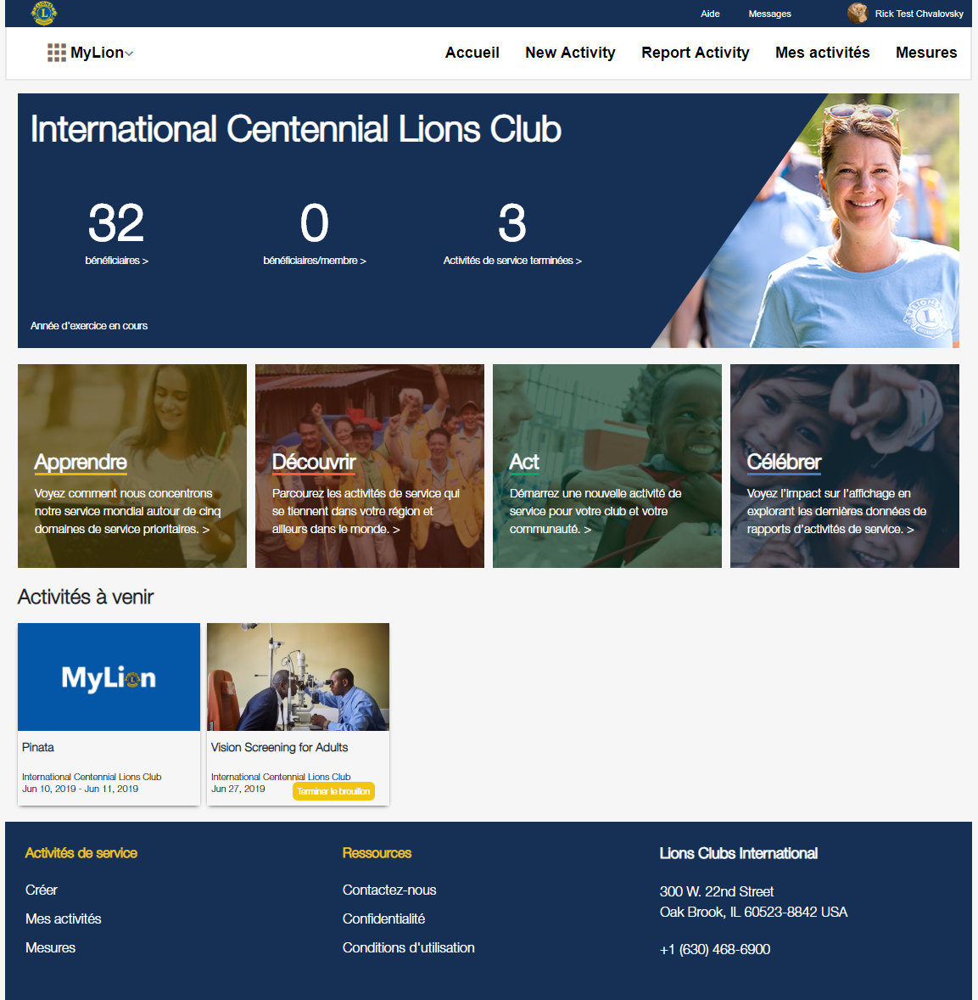 Aide Messages Rick Test Chvalovsky
MyLion Accueil New Activity Report Activity Mes activités Mesures
International Centennial Lions Club
32 0 3
bénéficiaires > bénéficiaires/membre > Activités de service terminées >
Année d'exercice en cours
LIONS
L
INTERNATIONAL
Apprendre
Voyez comment nous concentrons
notre service mondial autour de cinq
domaines de service prioritaires. >
Découvrir
Parcourez les activités de service qui
se tiennent dans votre région et
ailleurs dans le monde. >
Act
Démarrez une nouvelle activité de
service pour votre club et votre
communauté. >
Célébrer
Voyez l'impact sur l'affichage en
explorant les dernières données de
rapports d'activités de service. >
Activités à venir
MyLion
Pinata
International Centennial Lions Club
Jun 10, 2019 - Jun 11, 2019
Vision Screening for Adults
International Centennial Lions Club
Jun 27, 2019 Terminer le brouillon
Activités de service
Créer
Mes activités
Mesures
Ressources
Contactez-nous
Confidentialité
Conditions d'utilisation
Lions Clubs International
300 W. 22nd Street
Oak Brook, IL 60523-8842 USA
+1 (630) 468-6900